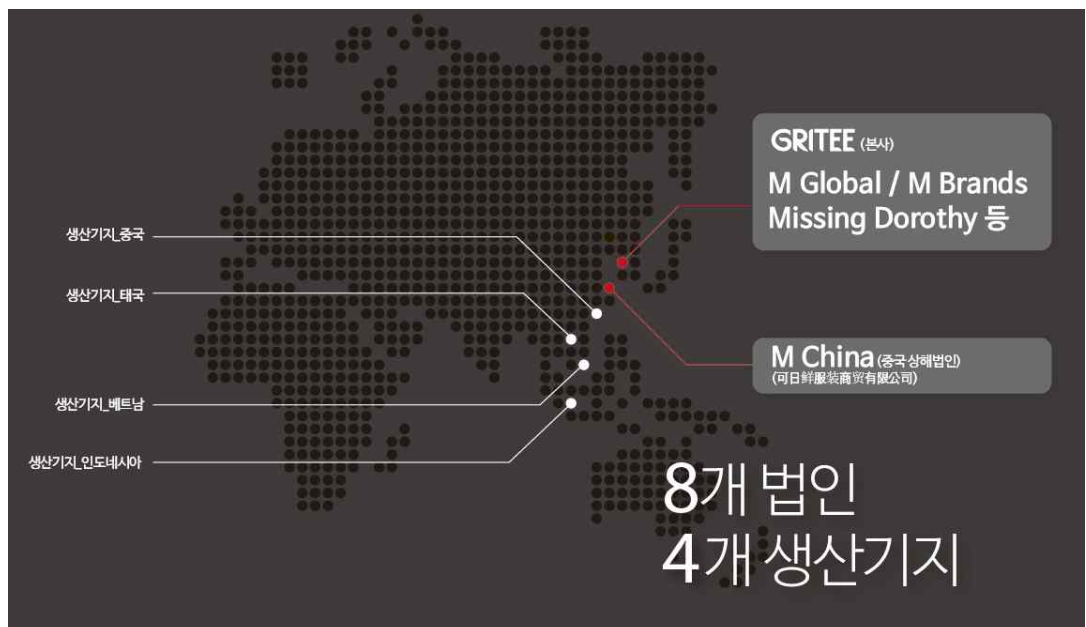 GRITEE (본사)
M Global / M Brands
Missing Dorothy 등
생산기지_중국
생산기지_태국
생산기지_베트남
생산기지_인도네시아
M China (중국 상해법인)
(可日鲜服装商贸有限公司)
8개 법인
4개 생산기지